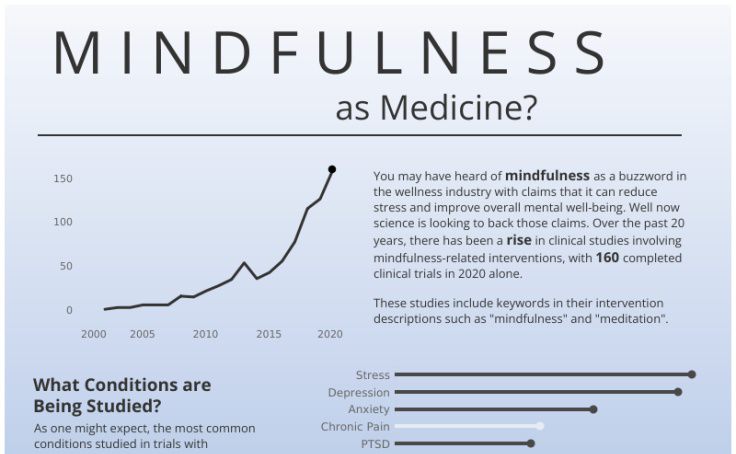 MINDFULNESS
as Medicine?
150
100
50
0
2000 2005 2010 2015 2020
You may have heard of mindfulness as a buzzword in
the wellness industry with claims that it can reduce
stress and improve overall mental well-being. Well now
science is looking to back those claims. Over the past 20
years, there has been a rise in clinical studies involving
mindfulness-related interventions, with 160 completed
clinical trials in 2020 alone.
These studies include keywords in their intervention
descriptions such as "mindfulness" and "meditation".
What Conditions are
Being Studied?
As one might expect, the most common
conditions studied in trials with
Stress
Depression
Anxiety
Chronic Pain
PTSD